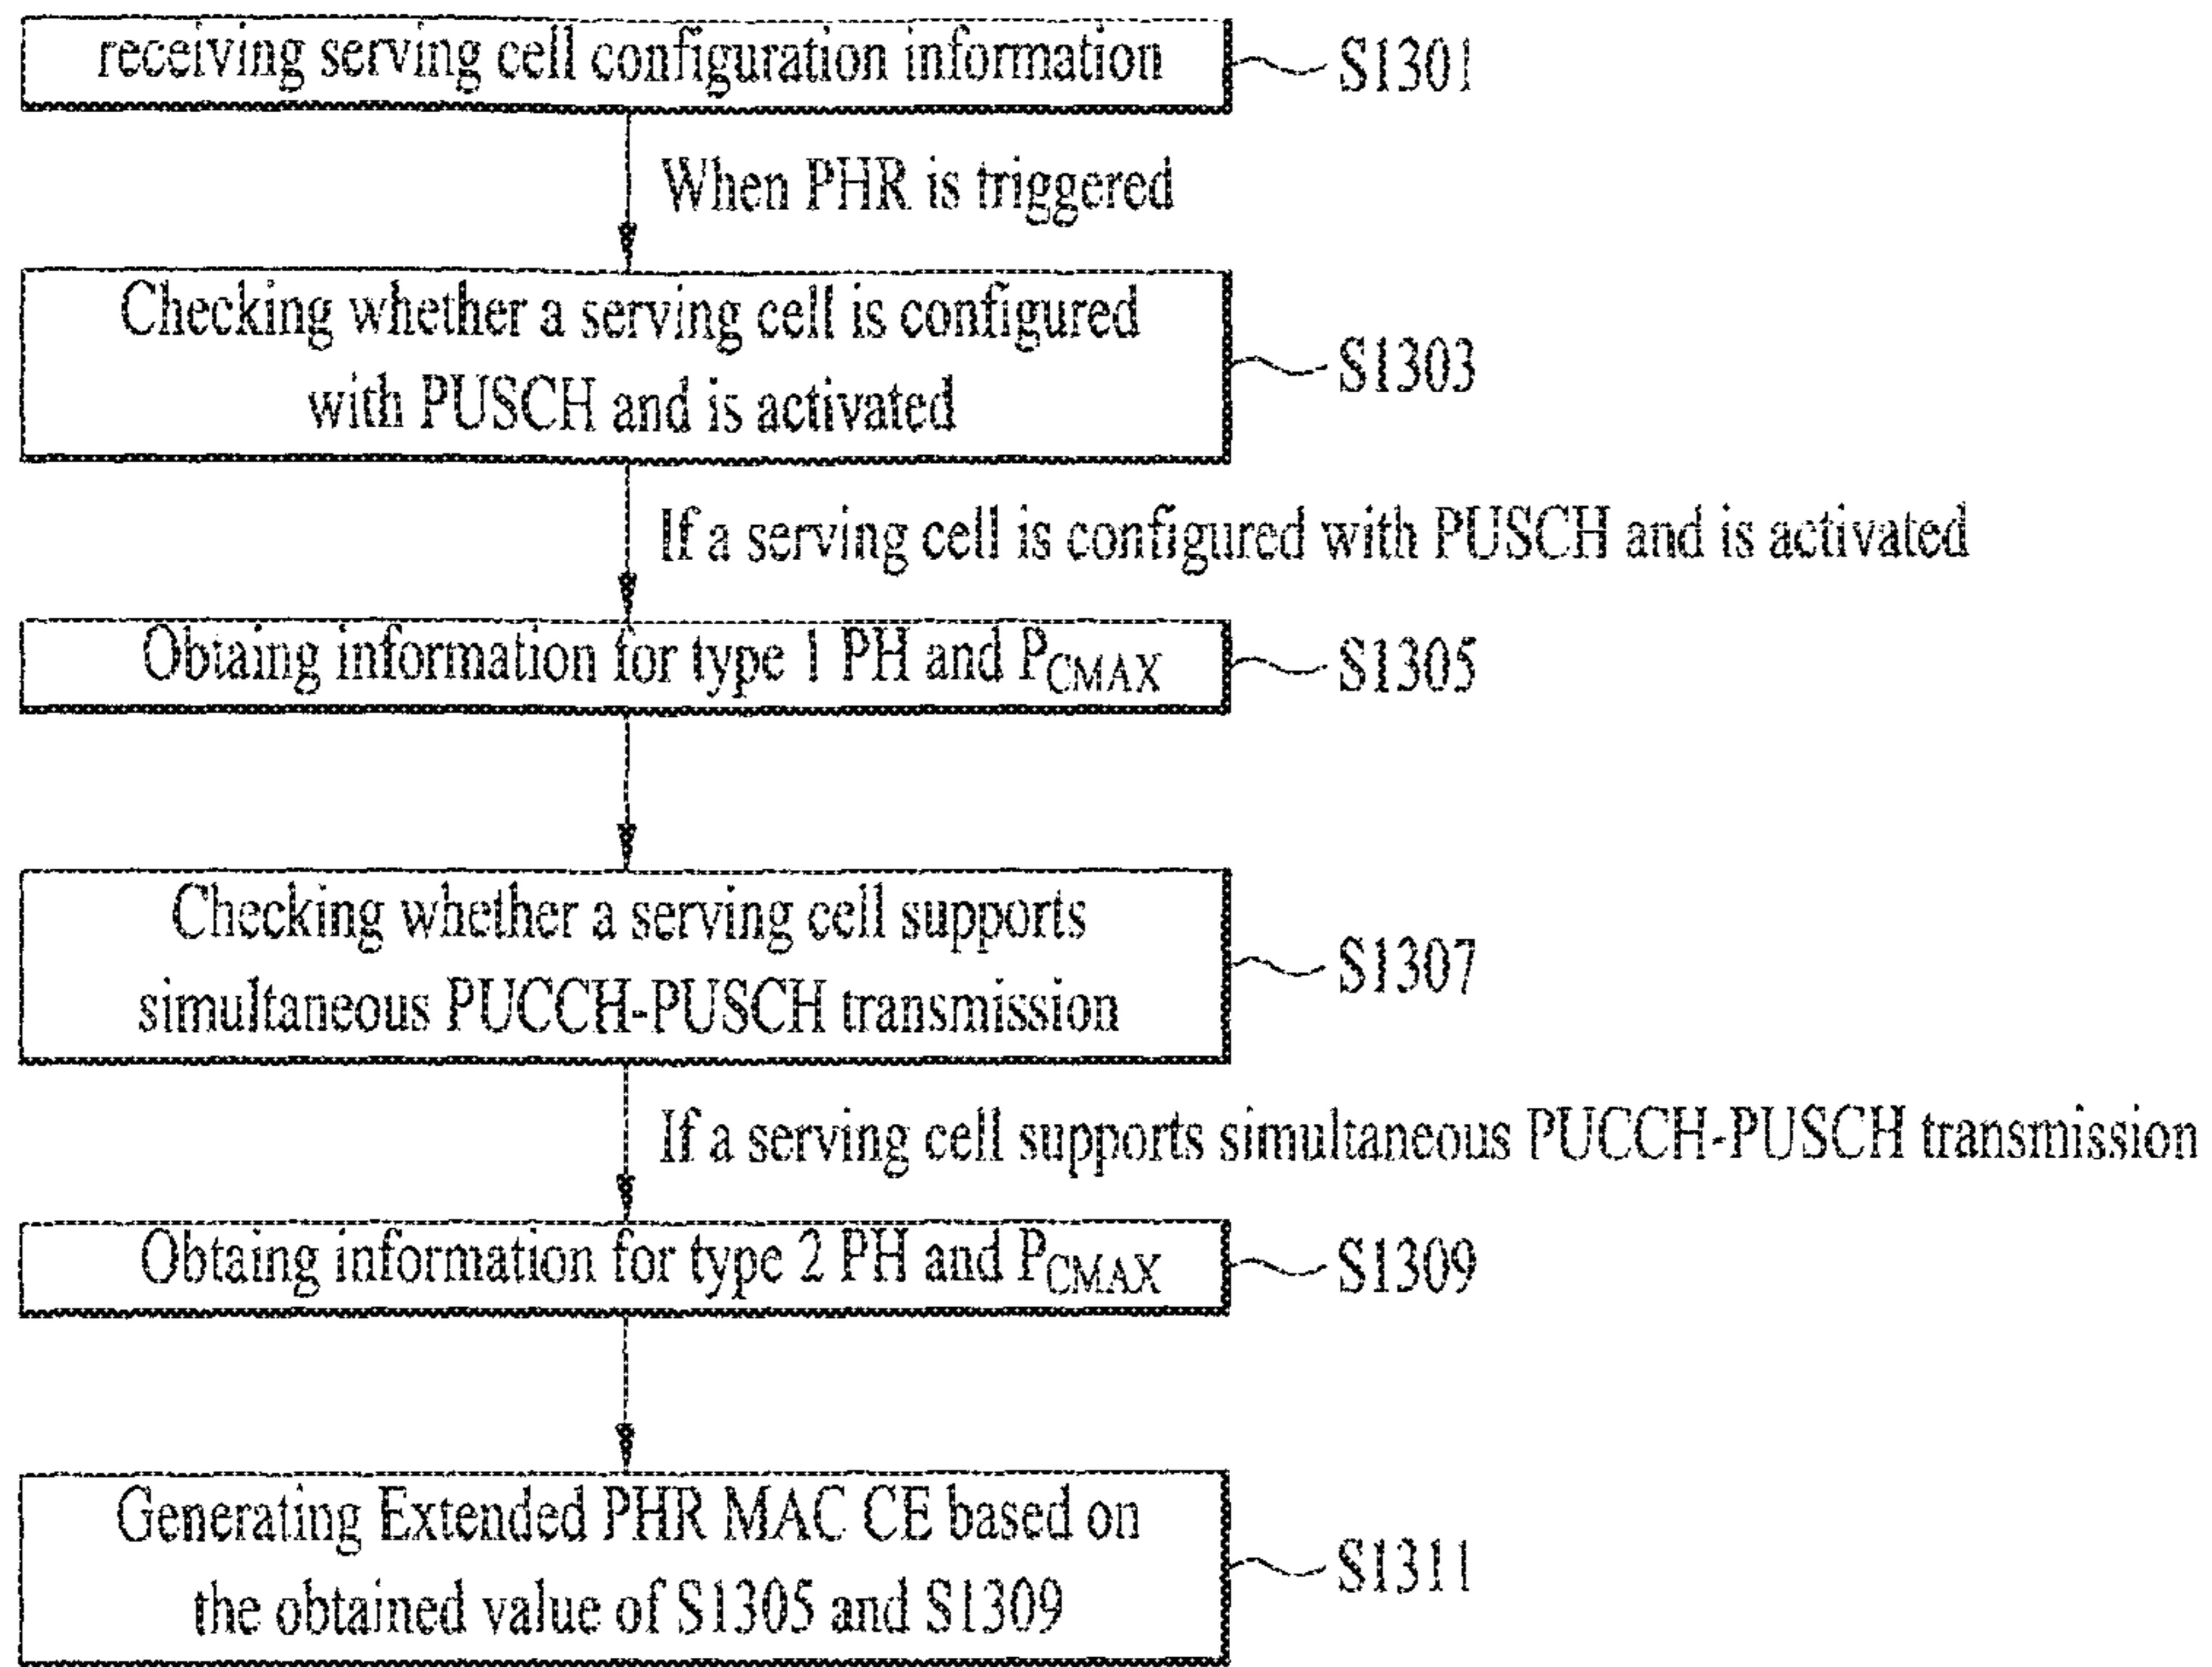 receiving serving cell configuration information
S1301
When PHR is triggered
Checking whether a serving cell is configured
with PUSCH and is activated
S1303
If a serving cell is configured with PUSCH and is activated
Obtaing information for type 1 PH and PCMAX
S1305
Checking whether a serving cell supports
simultaneous PUCCH-PUSCH transmission
S1307
If a serving cell supports simultaneous PUCCH-PUSCH transmission
Obtaing information for type 2 PH and PCMAX
S1309
Generating Extended PHR MAC CE based on
the obtained value of S1305 and S1309
S1311